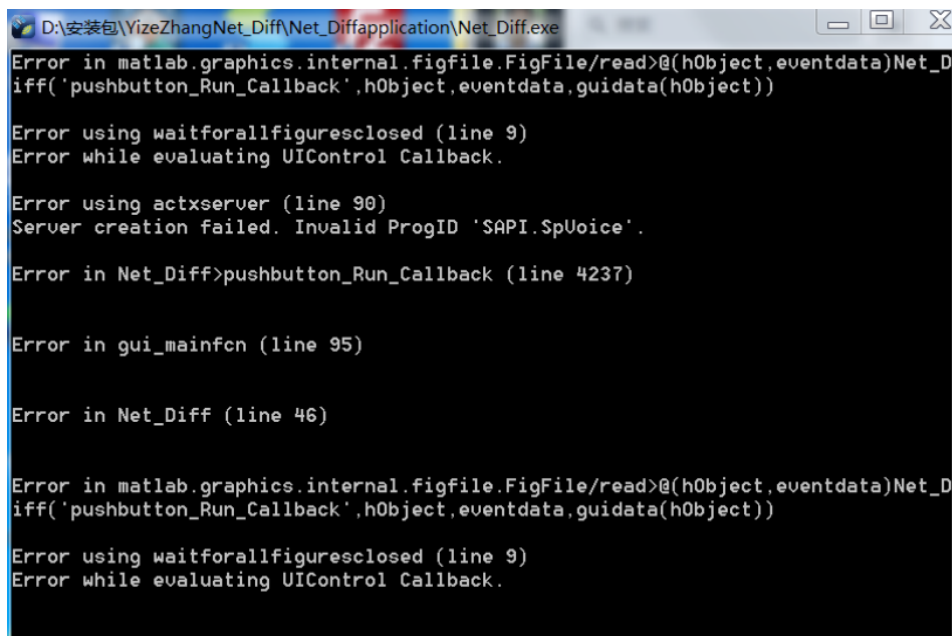 D:\安装包\YizeZhangNet_Diff\Net_Diffapplication\Net_Diff.exe
Error in matlab.graphics.internal.figfile.FigFile/read>@(hObject,eventdata)Net_D
iff('pushbutton_Run_Callback',hObject,eventdata,guidata(hObject))
Error using waitforallfiguresclosed (line 9)
Error while evaluating UIControl Callback.
Error using actxserver (line 90)
Server creation failed. Invalid ProgID 'SAPI.SpVoice'.
Error in Net_Diff>pushbutton_Run_Callback (line 4237)
Error in gui_mainfcn (line 95)
Error in Net_Diff (line 46)
Error in matlab.graphics.internal.figfile.FigFile/read>@(hObject,eventdata)Net_D
iff('pushbutton_Run_Callback',hObject,eventdata,guidata(hObject))
Error using waitforallfiguresclosed (line 9)
Error while evaluating UIControl Callback.